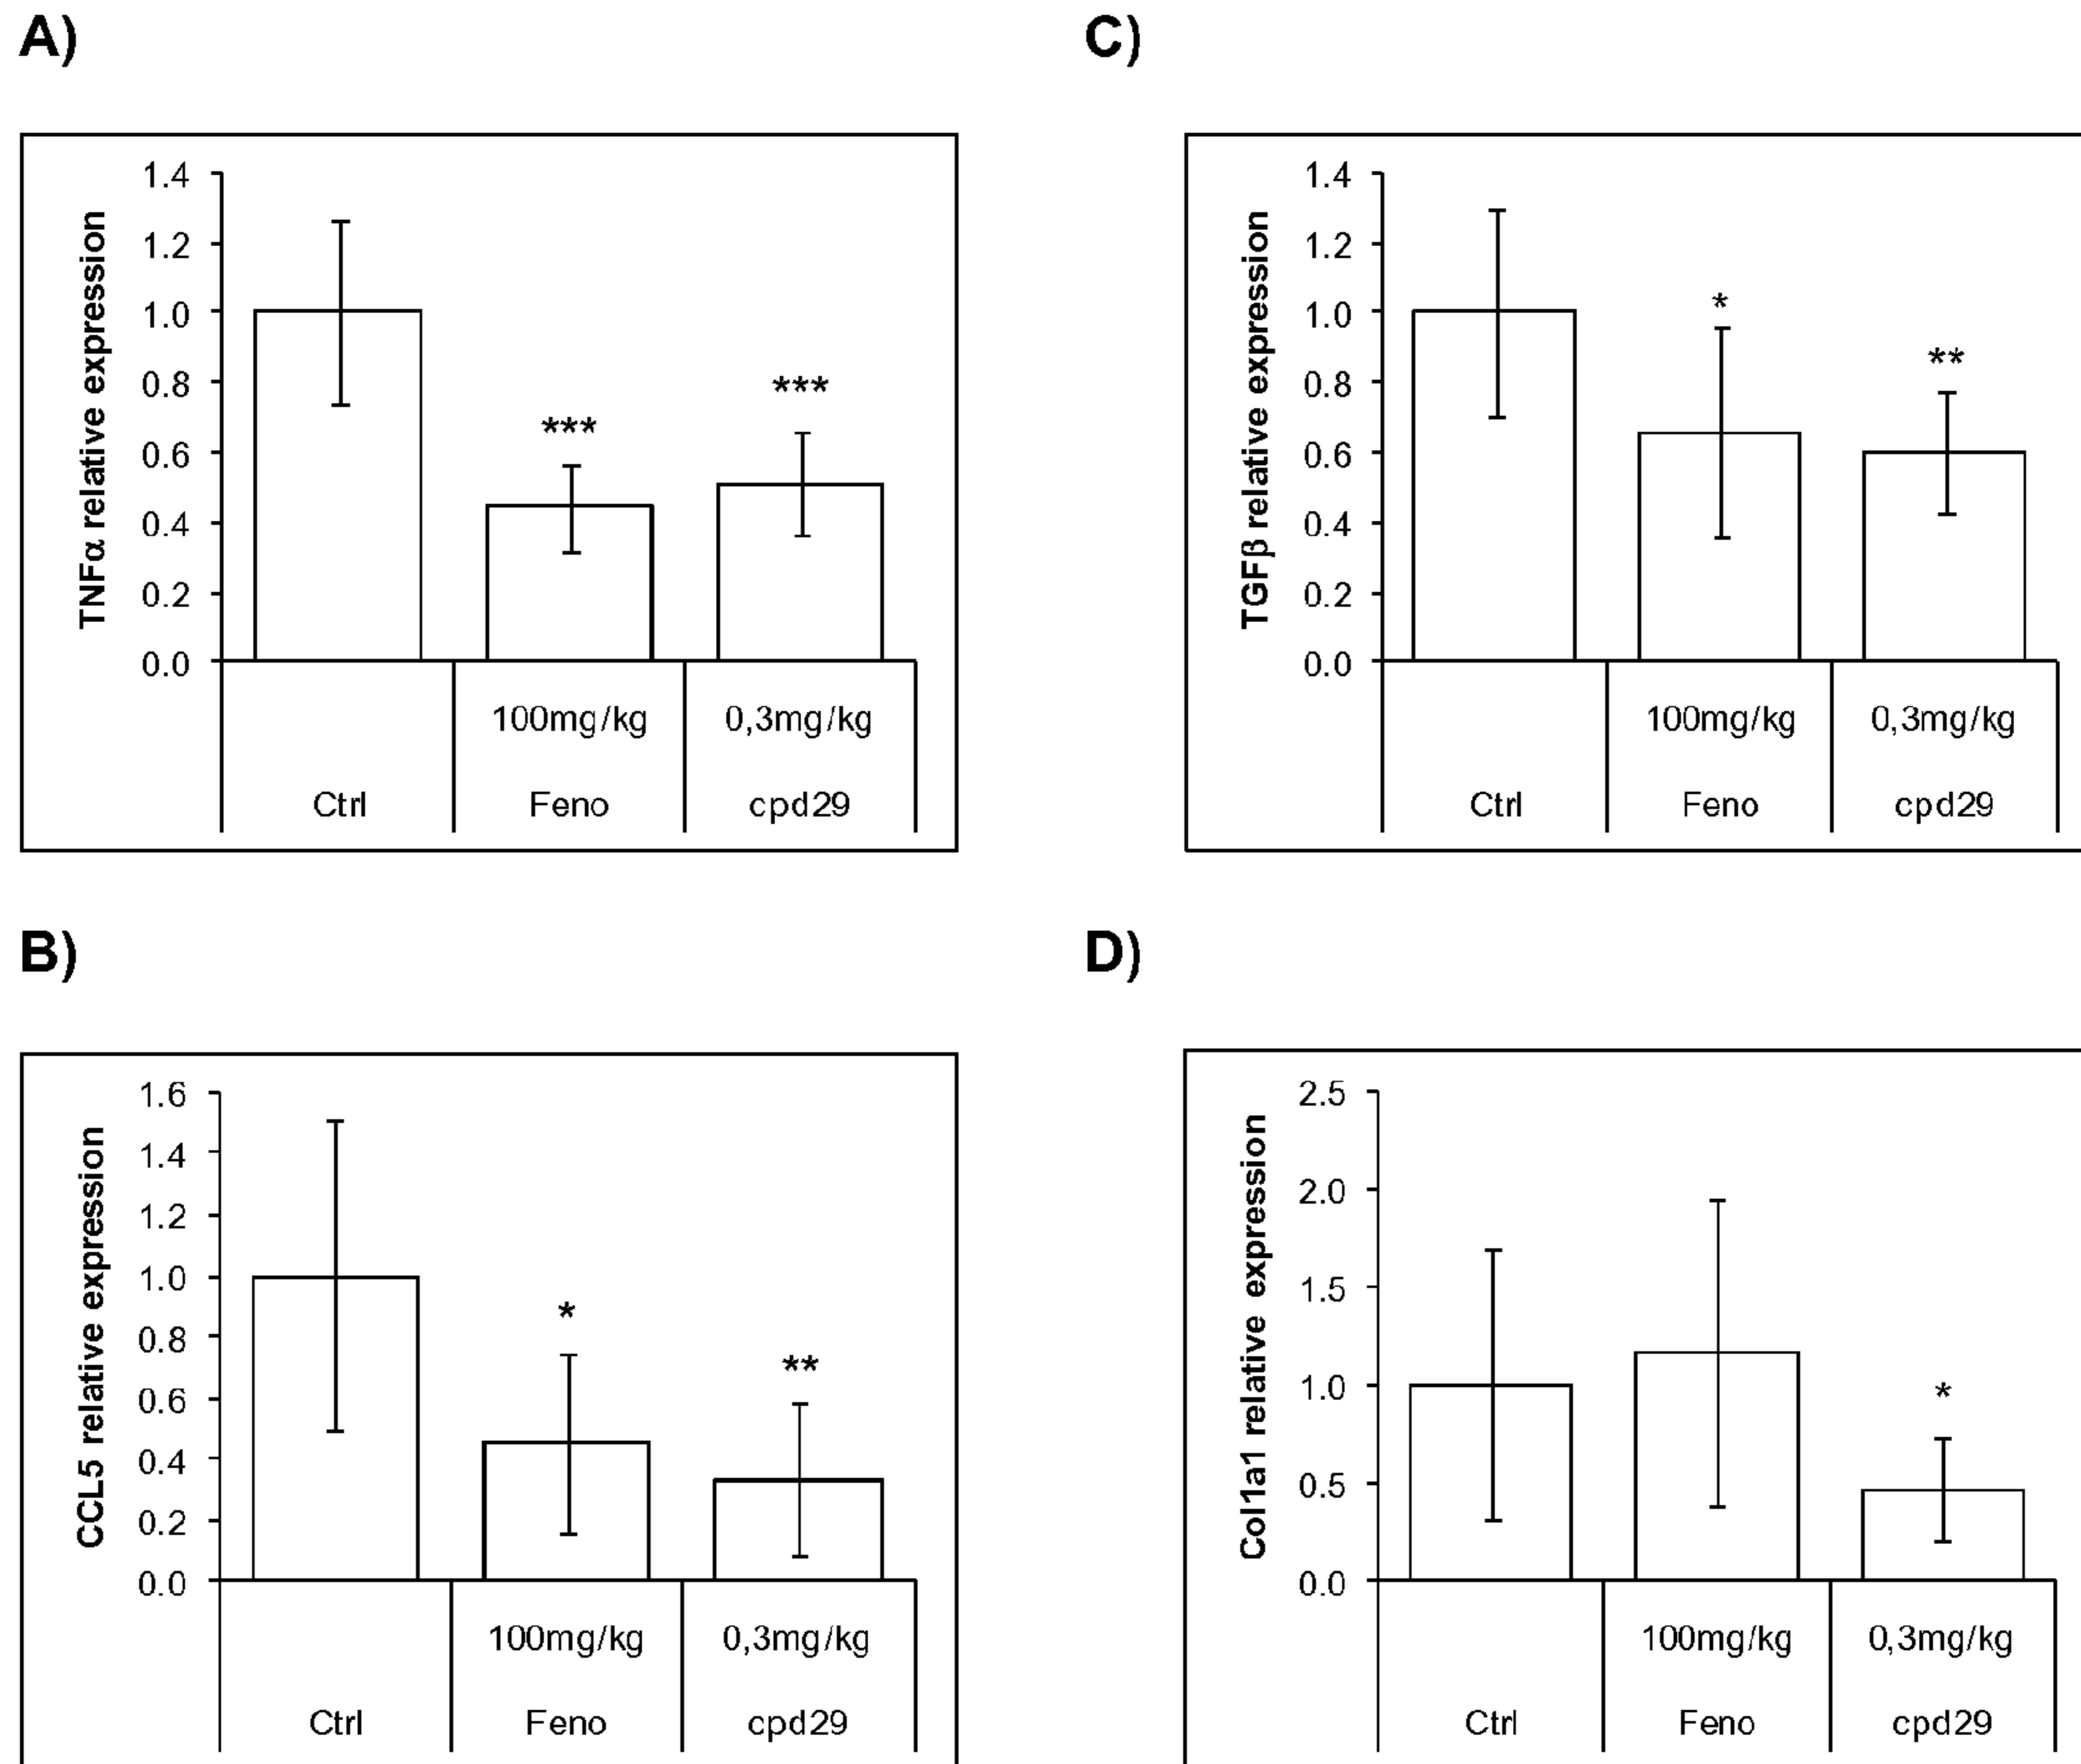 A)
TNFα relative expression
1.4
1.2
1.0
0.8
0.6
0.4
0.2
0.0
***
***
100mg/kg 0,3mg/kg
Ctrl Feno cpd29
C)
TGFβ relative expression
1.4
1.2
1.0
0.8
0.6
0.4
0.2
0.0
*
**
100mg/kg 0,3mg/kg
Ctrl Feno cpd29
B)
CCL5 relative expression
1.6
1.4
1.2
1.0
0.8
0.6
0.4
0.2
0.0
*
**
100mg/kg 0,3mg/kg
Ctrl Feno cpd29
D)
Col1a1 relative expression
2.5
2.0
1.5
1.0
0.5
0.0
*
100mg/kg 0,3mg/kg
Ctrl Feno cpd29